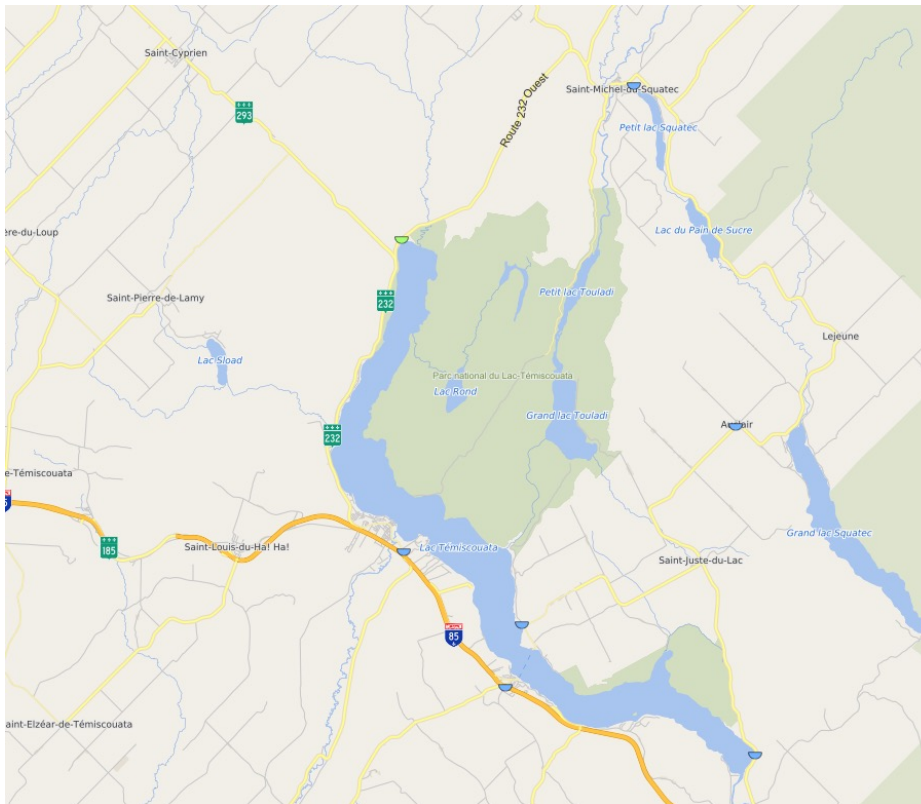 Saint-Cyprien
Saint-Michel-du-Squatec
293
Route 232 Ouest
Petit lac Squatec
Lac du Pain de Sucre
ère-du-Loup
Petit lac Touladi
Saint-Pierre-de-Lamy
232
Lejeune
Lac Sload
Parc national du Lac-Témiscouata
Lac Rond
Grand lac Touladi
232
e-Témiscouata
Grand lac Squatec
185
Saint-Louis-du-Ha! Ha!
Lac Témiscouata
Saint-Juste-du-Lac
85
aint-Elzéar-de-Témiscouata